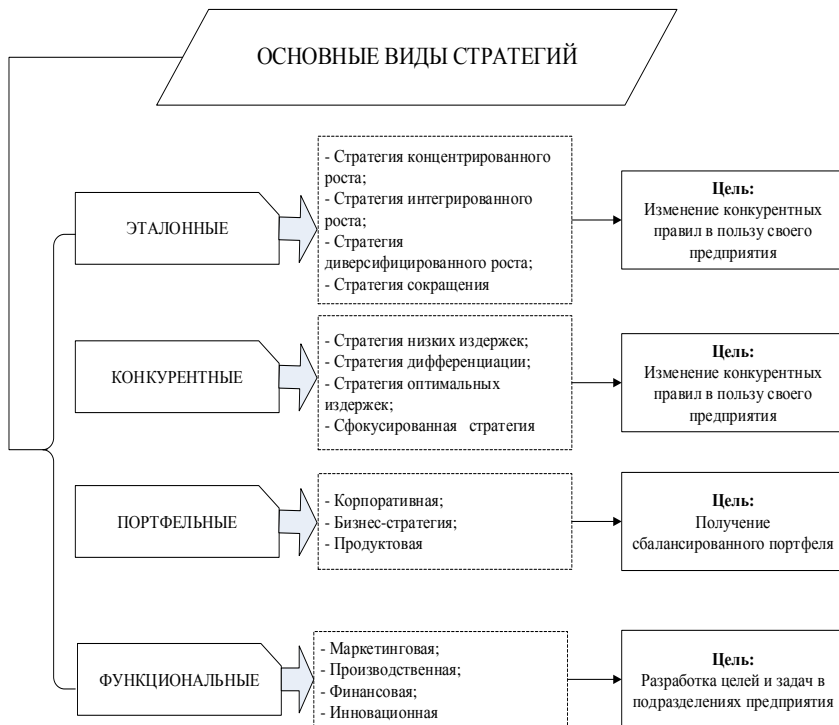 ОСНОВНЫЕ ВИДЫ СТРАТЕГИЙ
ЭТАЛОННЫЕ
- Стратегия концентрированного
роста;
- Стратегия интегрированного
роста;
- Стратегия
диверсифицированного роста;
- Стратегия сокращения
Цель:
Изменение конкурентных
правил в пользу своего
предприятия
КОНКУРЕНТНЫЕ
- Стратегия низких издержек;
- Стратегия дифференциации;
- Стратегия оптимальных
издержек;
- Сфокусированная стратегия
Цель:
Изменение конкурентных
правил в пользу своего
предприятия
ПОРТФЕЛЬНЫЕ
- Корпоративная;
- Бизнес-стратегия;
- Продуктовая
Цель:
Получение
сбалансированного портфеля
ФУНКЦИОНАЛЬНЫЕ
- Маркетинговая;
- Производственная;
- Финансовая;
- Инновационная
Цель:
Разработка целей и задач в
подразделениях предприятия